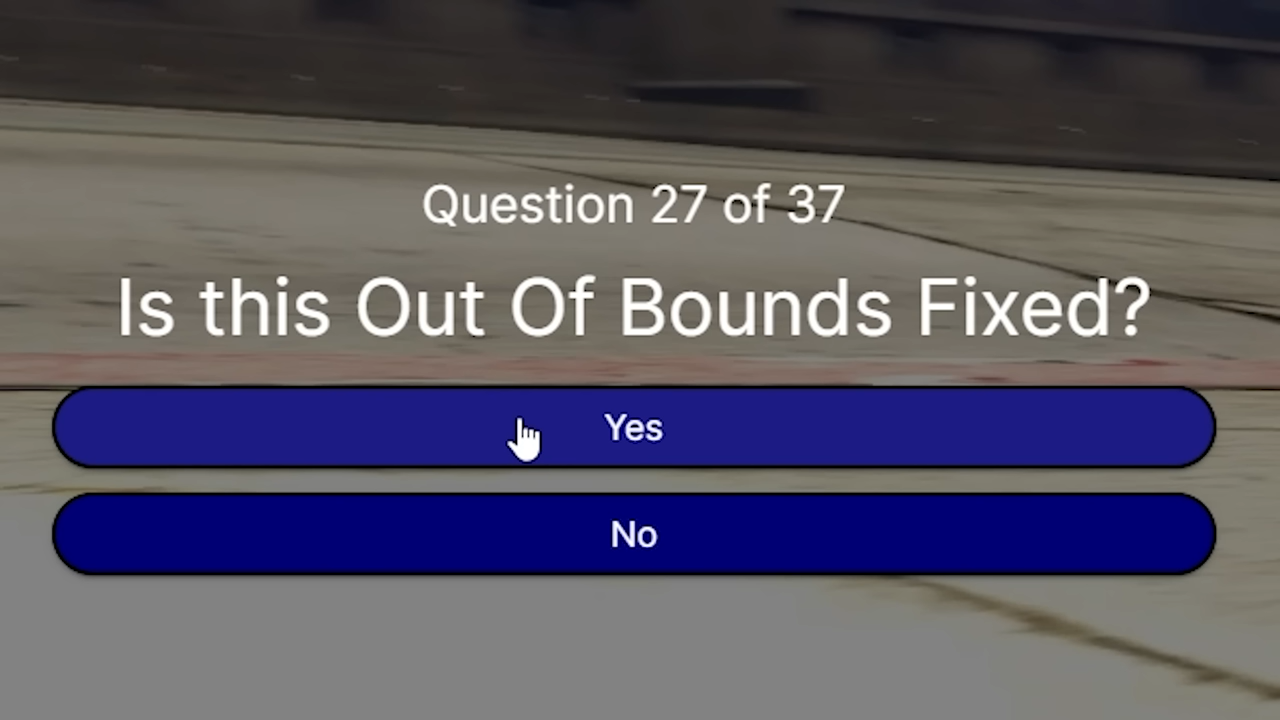 Question 27 of 37
Is this Out Of Bounds Fixed?
Yes
No